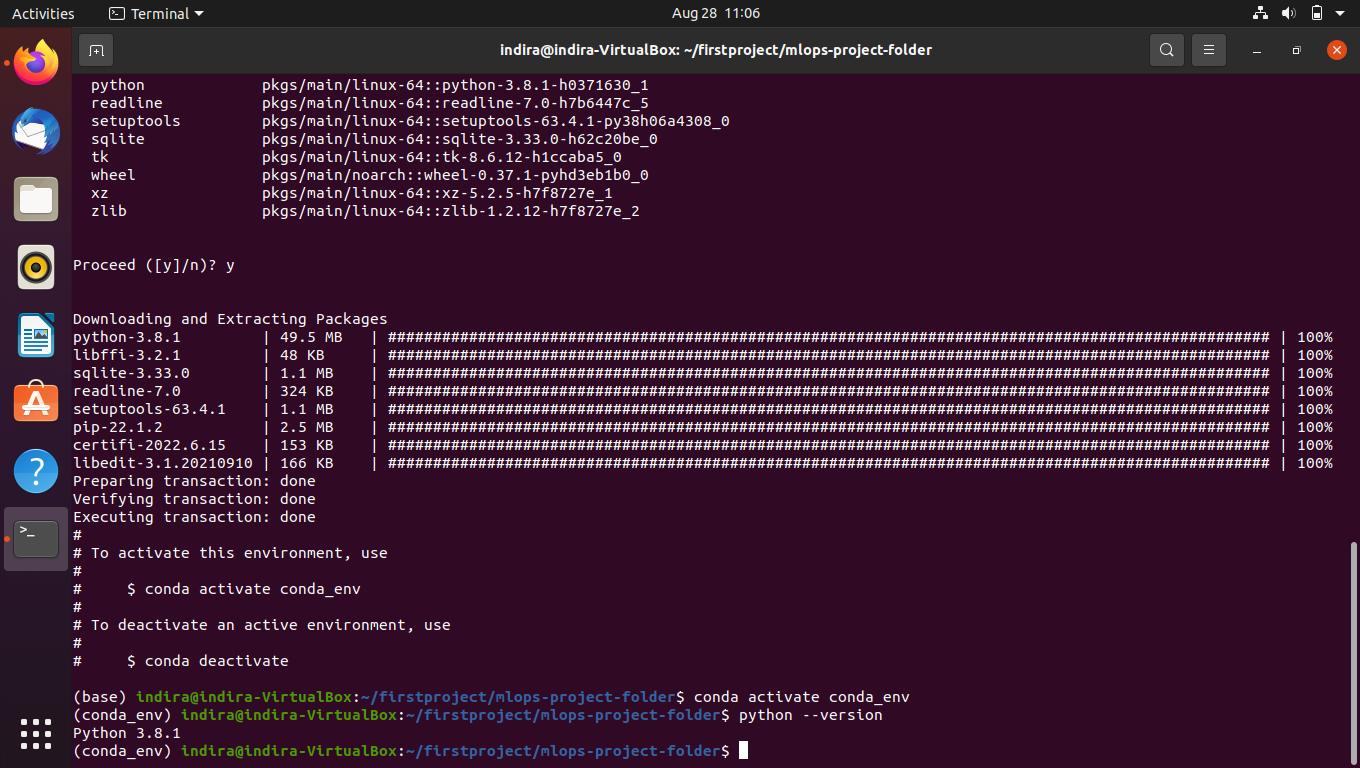 Activities Terminal Aug 28 11:06
indira@indira-VirtualBox: ~/firstproject/mlops-project-folder
python pkgs/main/linux-64::python-3.8.1-h0371630_1
readline pkgs/main/linux-64::readline-7.0-h7b6447c_5
setuptools pkgs/main/linux-64::setuptools-63.4.1-py38h06a4308_0
sqlite pkgs/main/linux-64::sqlite-3.33.0-h62c20be_0
tk pkgs/main/linux-64::tk-8.6.12-h1ccaba5_0
wheel pkgs/main/noarch::wheel-0.37.1-pyhd3eb1b0_0
xz pkgs/main/linux-64::xz-5.2.5-h7f8727e_1
zlib pkgs/main/linux-64::zlib-1.2.12-h7f8727e_2
Proceed ([y]/n)? y
Downloading and Extracting Packages
python-3.8.1 | 49.5 MB | ################################################################################################## | 100%
libffi-3.2.1 | 48 KB | ################################################################################################## | 100%
sqlite-3.33.0 | 1.1 MB | ################################################################################################## | 100%
readline-7.0 | 324 KB | ################################################################################################## | 100%
setuptools-63.4.1 | 1.1 MB | ################################################################################################## | 100%
pip-22.1.2 | 2.5 MB | ################################################################################################## | 100%
certifi-2022.6.15 | 153 KB | ################################################################################################## | 100%
libedit-3.1.20210910 | 166 KB | ################################################################################################## | 100%
Preparing transaction: done
Verifying transaction: done
Executing transaction: done
#
# To activate this environment, use
#
# $ conda activate conda_env
#
# To deactivate an active environment, use
#
# $ conda deactivate
(base) indira@indira-VirtualBox:~/firstproject/mlops-project-folder$ conda activate conda_env
(conda_env) indira@indira-VirtualBox:~/firstproject/mlops-project-folder$ python --version
Python 3.8.1
(conda_env) indira@indira-VirtualBox:~/firstproject/mlops-project-folder$